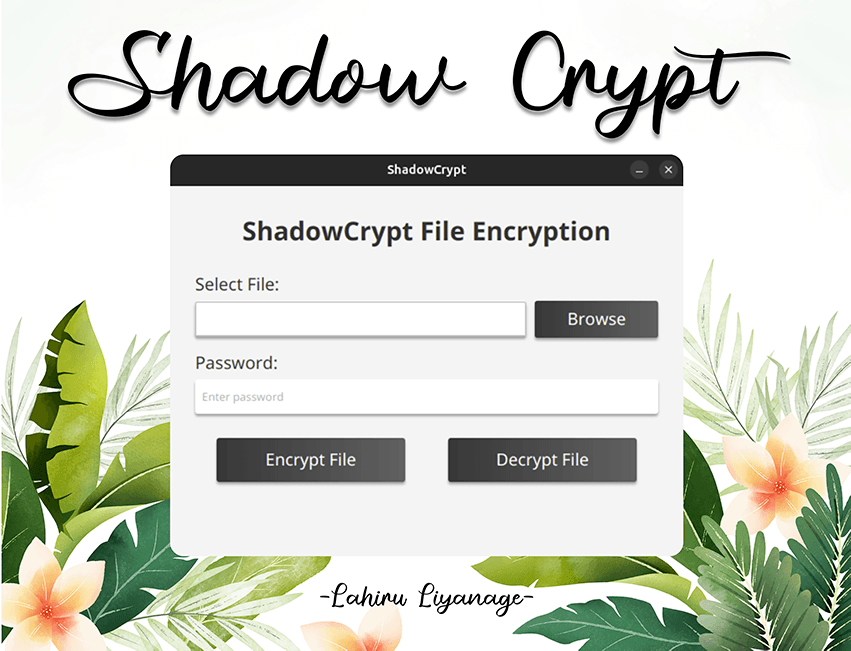 Shadow Crypt
ShadowCrypt
ShadowCrypt File Encryption
Select File:
Browse
Password:
Enter password
Encrypt File
Decrypt File
-Lahiru Liyanage-